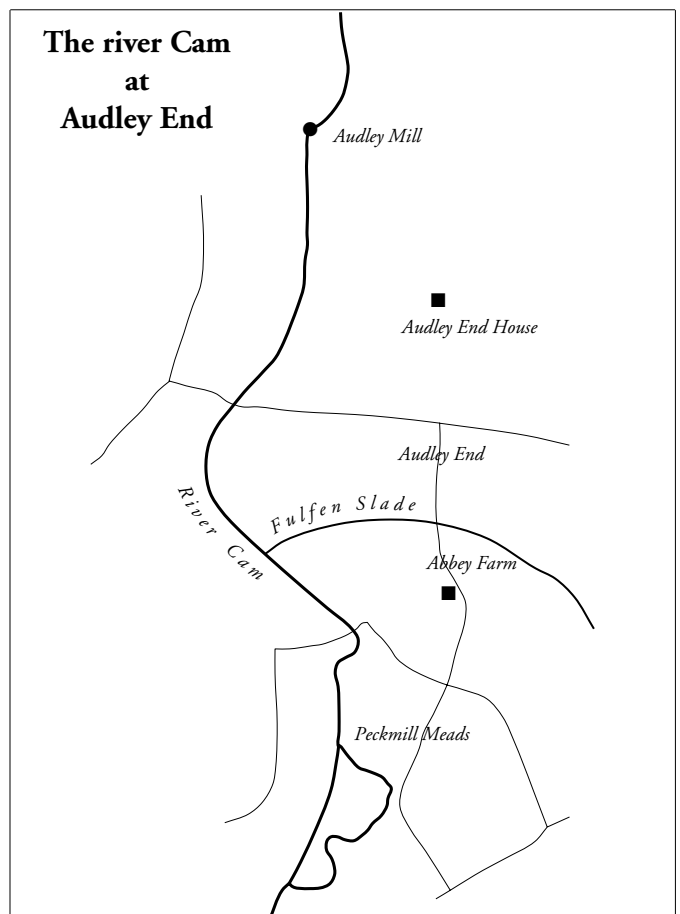 The river Cam
at
Audley End
Audley Mill
Audley End House
Audley End
Fulfen Slade
River Cam
Abbey Farm
Peckmill Meads